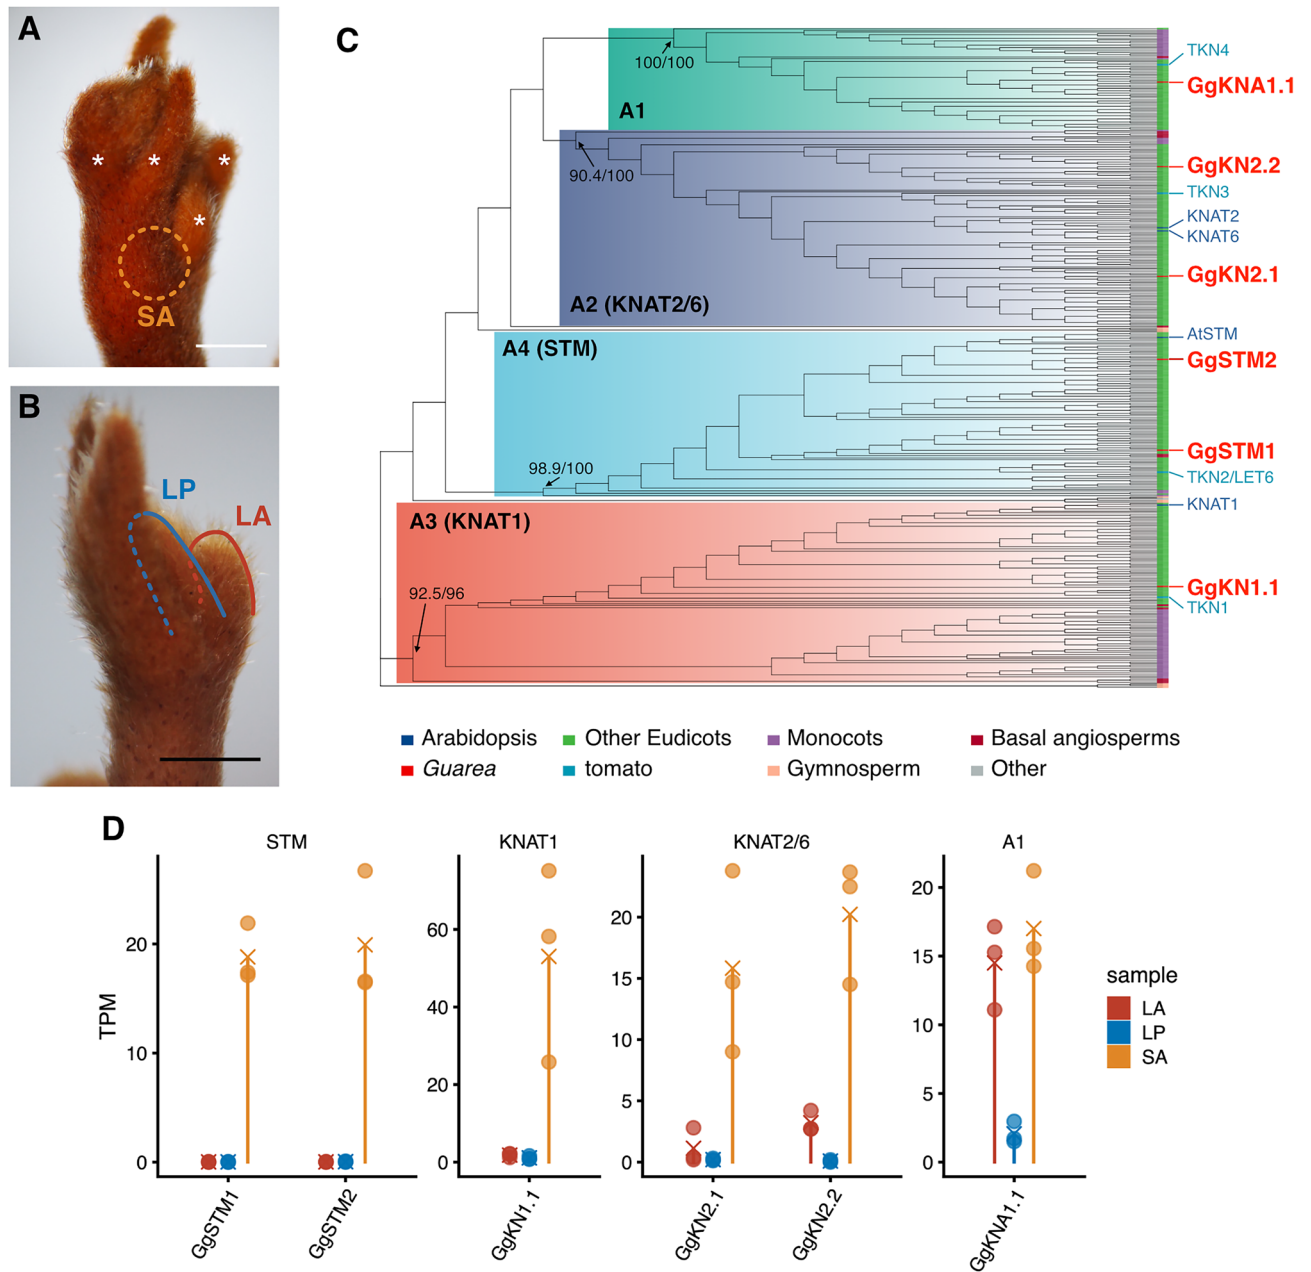 A
* * * *
SA
B
LP
LA
C
100/100
A1
90.4/100
A2 (KNAT2/6)
A4 (STM)
98.9/100
A3 (KNAT1)
92.5/96
TKN4
GgKNA1.1
GgKN2.2
TKN3
KNAT2
KNAT6
GgKN2.1
AtSTM
GgSTM2
GgSTM1
TKN2/LET6
KNAT1
GgKN1.1
TKN1
Arabidopsis
Other Eudicots
Monocots
Basal angiosperms
Guarea
tomato
Gymnosperm
Other
D
STM
KNAT1
KNAT2/6
A1
TPM
20
10
0
60
40
20
0
20
15
10
5
0
20
15
10
5
0
GgSTM1
GgSTM2
GgKN1.1
GgKN2.1
GgKN2.2
GgKNA1.1
sample
LA
LP
SA